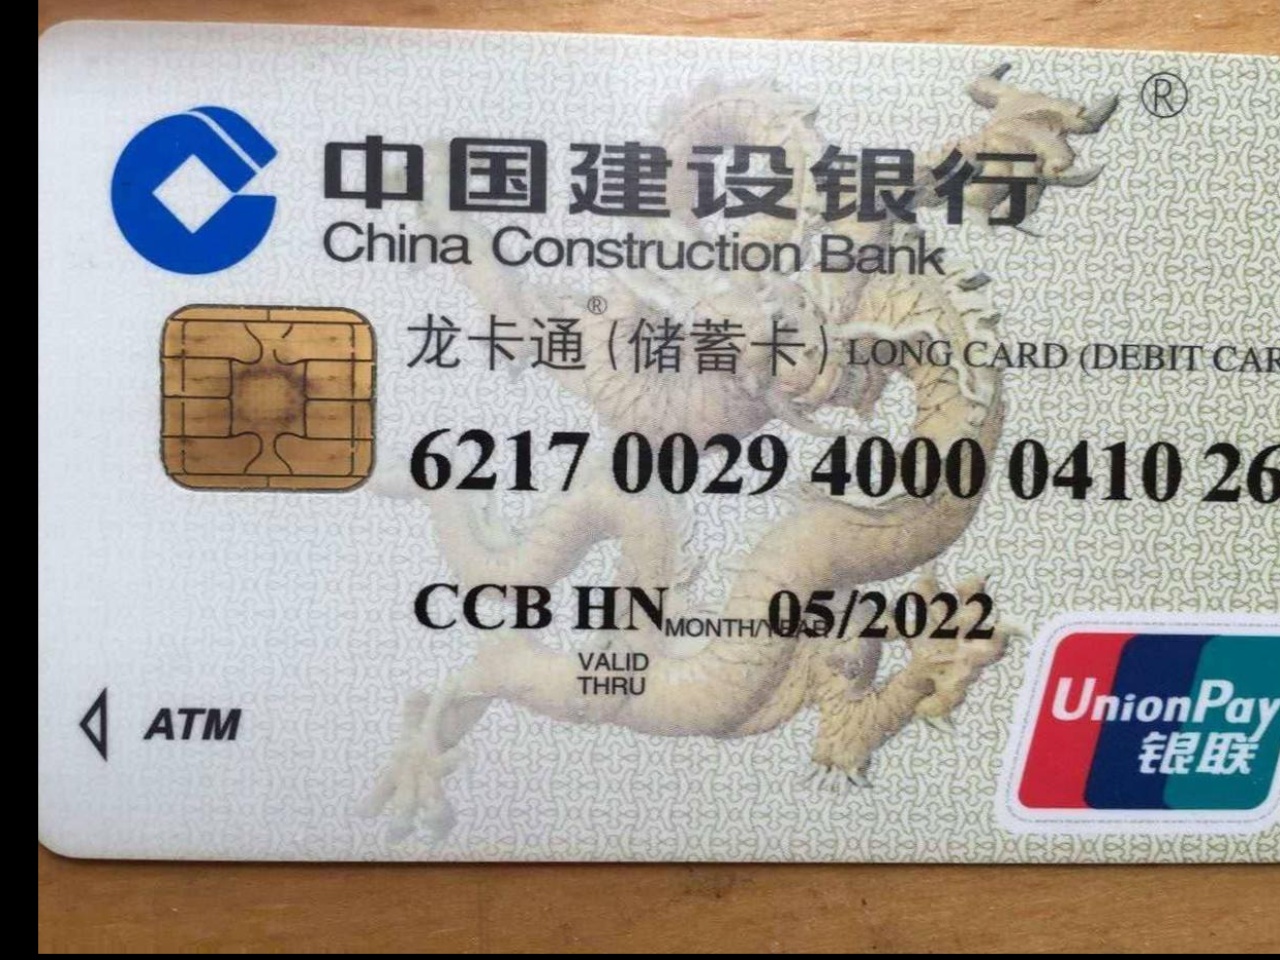 ®
中国建设银行
China Construction Bank
龙卡通®(储蓄卡) LONG CARD (DEBIT CAR
6217 0029 4000 0410 26
CCB HN MONTH/YEAR 05/2022
VALID
THRU
ATM
UnionPay
银联